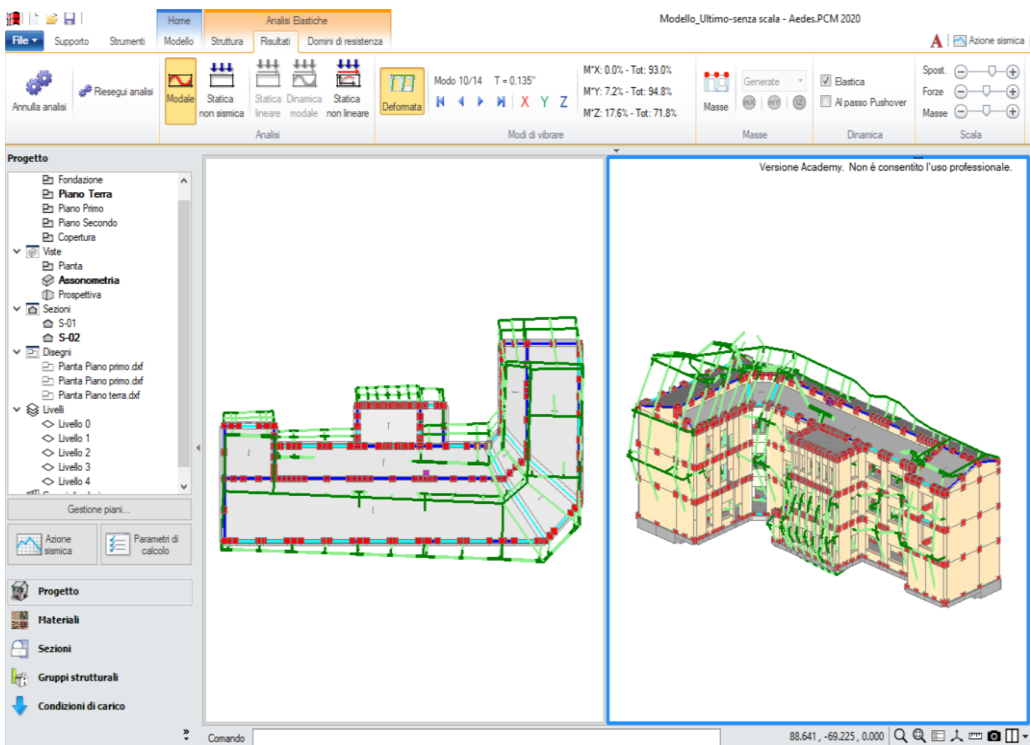 Home
Analisi Elastiche
Modello_Ultimo-senza scala - Aedes.PCM 2020
File
Supporto
Strumenti
Modello
Struttura
Risultati
Domini di resistenza
A
Azione sismica
Annulla analisi
Riesegui analisi
Modale
Statica non sismica
Statica lineare
Dinamica modale
Statica non lineare
Analisi
Deformata
Modo 10/14 T = 0.135"
X Y Z
M*X: 0.0% - Tot: 93.0%
M*Y: 7.2% - Tot: 94.8%
M*Z: 17.6% - Tot: 71.8%
Modi di vibrare
Masse
Generate
mX mY IZ
Masse
Elastica
Al passo Pushover
Dinamica
Spost.
Forze
Masse
Scala
Progetto
Fondazione
Piano Terra
Piano Primo
Piano Secondo
Copertura
Viste
Pianta
Assonometria
Prospettiva
Sezioni
S-01
S-02
Disegni
Pianta Piano primo.dxf
Pianta Piano primo.dxf
Pianta Piano terra.dxf
Livelli
Livello 0
Livello 1
Livello 2
Livello 3
Livello 4
Gestione piani...
Azione sismica
Parametri di calcolo
Progetto
Materiali
Sezioni
Gruppi strutturali
Condizioni di carico
Versione Academy. Non è consentito l'uso professionale.
Comando
88.641, -69.225, 0.000